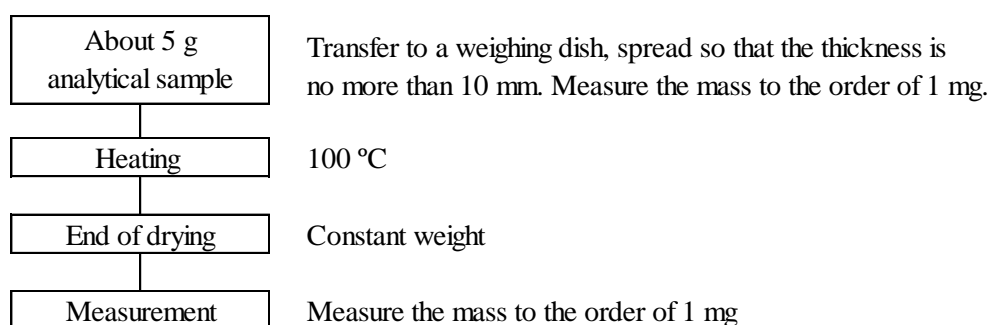 About 5 g
analytical sample
Transfer to a weighing dish, spread so that the thickness is
no more than 10 mm. Measure the mass to the order of 1 mg.
Heating
100 ºC
End of drying
Constant weight
Measurement
Measure the mass to the order of 1 mg